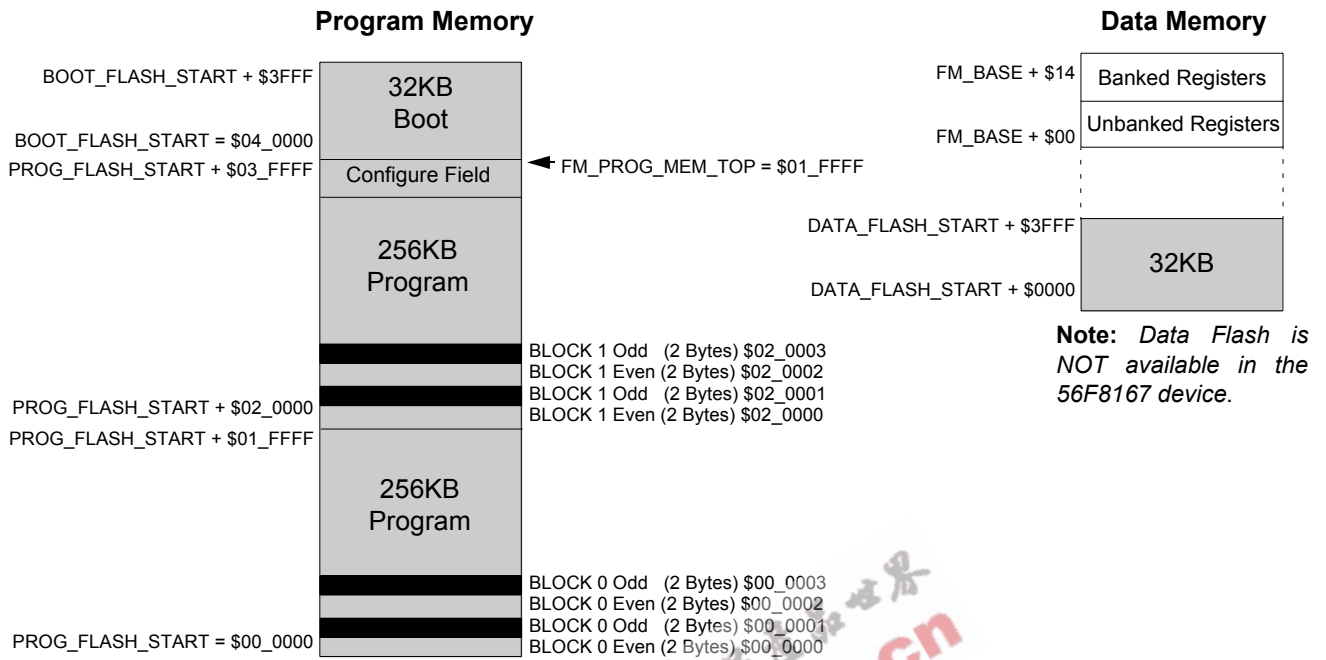 Program Memory
BOOT_FLASH_START + $3FFF
32KB
Boot
BOOT_FLASH_START = $04_0000
PROG_FLASH_START + $03_FFFF
Configure Field
FM_PROG_MEM_TOP = $01_FFFF
256KB
Program
BLOCK 1 Odd (2 Bytes) $02_0003
BLOCK 1 Even (2 Bytes) $02_0002
BLOCK 1 Odd (2 Bytes) $02_0001
PROG_FLASH_START + $02_0000
BLOCK 1 Even (2 Bytes) $02_0000
PROG_FLASH_START + $01_FFFF
256KB
Program
BLOCK 0 Odd (2 Bytes) $00_0003
BLOCK 0 Even (2 Bytes) $00_0002
BLOCK 0 Odd (2 Bytes) $00_0001
PROG_FLASH_START = $00_0000
BLOCK 0 Even (2 Bytes) $00_0000
Data Memory
FM_BASE + $14
Banked Registers
Unbanked Registers
FM_BASE + $00
DATA_FLASH_START + $3FFF
32KB
DATA_FLASH_START + $0000
Note: Data Flash is
NOT available in the
56F8167 device.
.cn